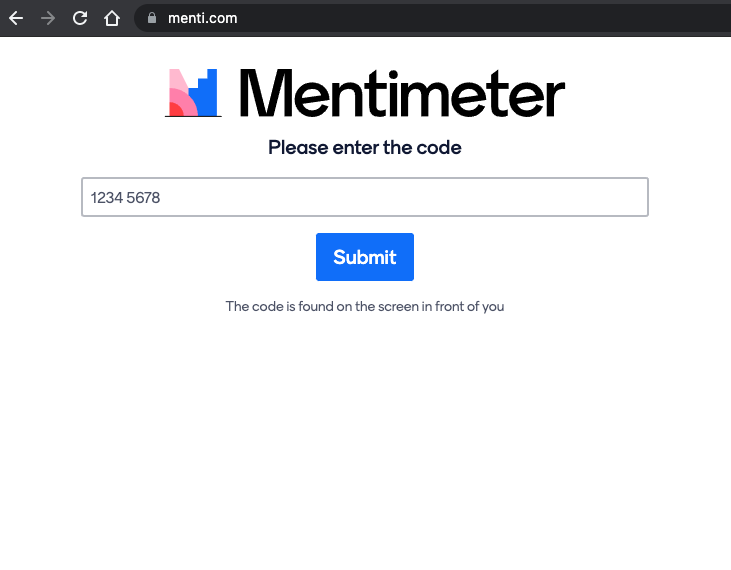 menti.com
Mentimeter
Please enter the code
1234 5678
Submit
The code is found on the screen in front of you